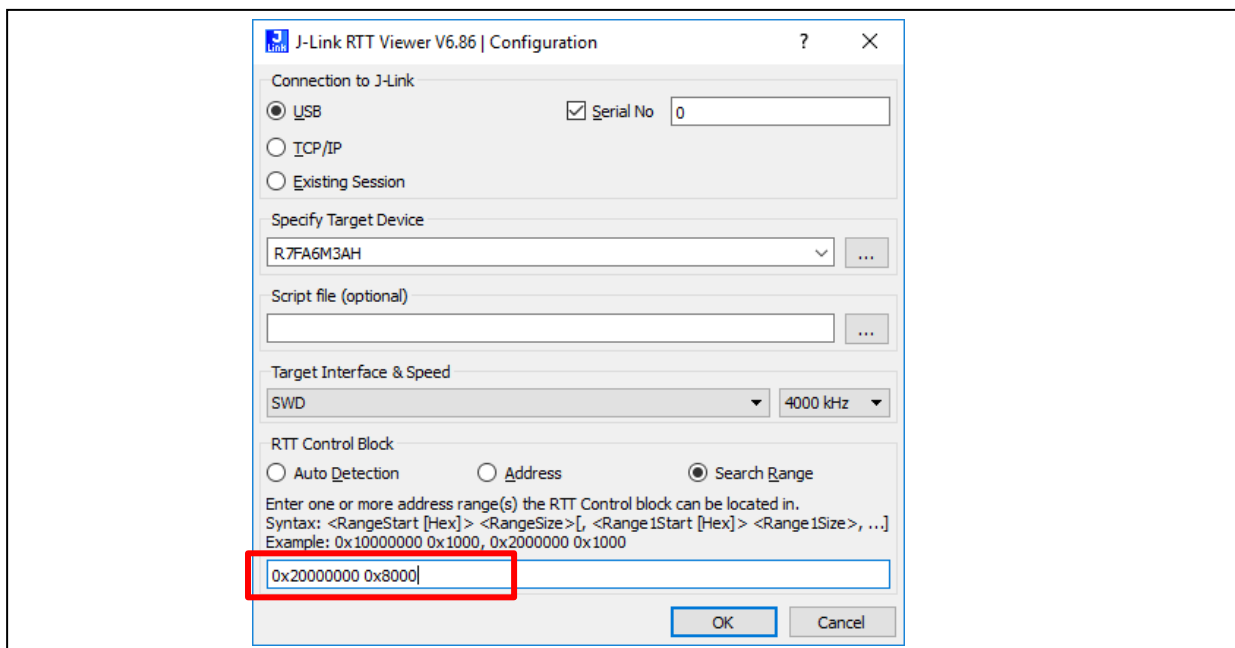 J-Link RTT Viewer V6.86 | Configuration
Connection to J-Link
USB
Serial No 0
TCP/IP
Existing Session
Specify Target Device
R7FA6M3AH ...
Script file (optional)
...
Target Interface & Speed
SWD 4000 kHz
RTT Control Block
Auto Detection Address Search Range
Enter one or more address range(s) the RTT Control block can be located in.
Syntax: <RangeStart [Hex]> <RangeSize>[, <Range1Start [Hex]> <Range1Size>, ...]
Example: 0x10000000 0x1000, 0x2000000 0x1000
0x20000000 0x8000
OK Cancel